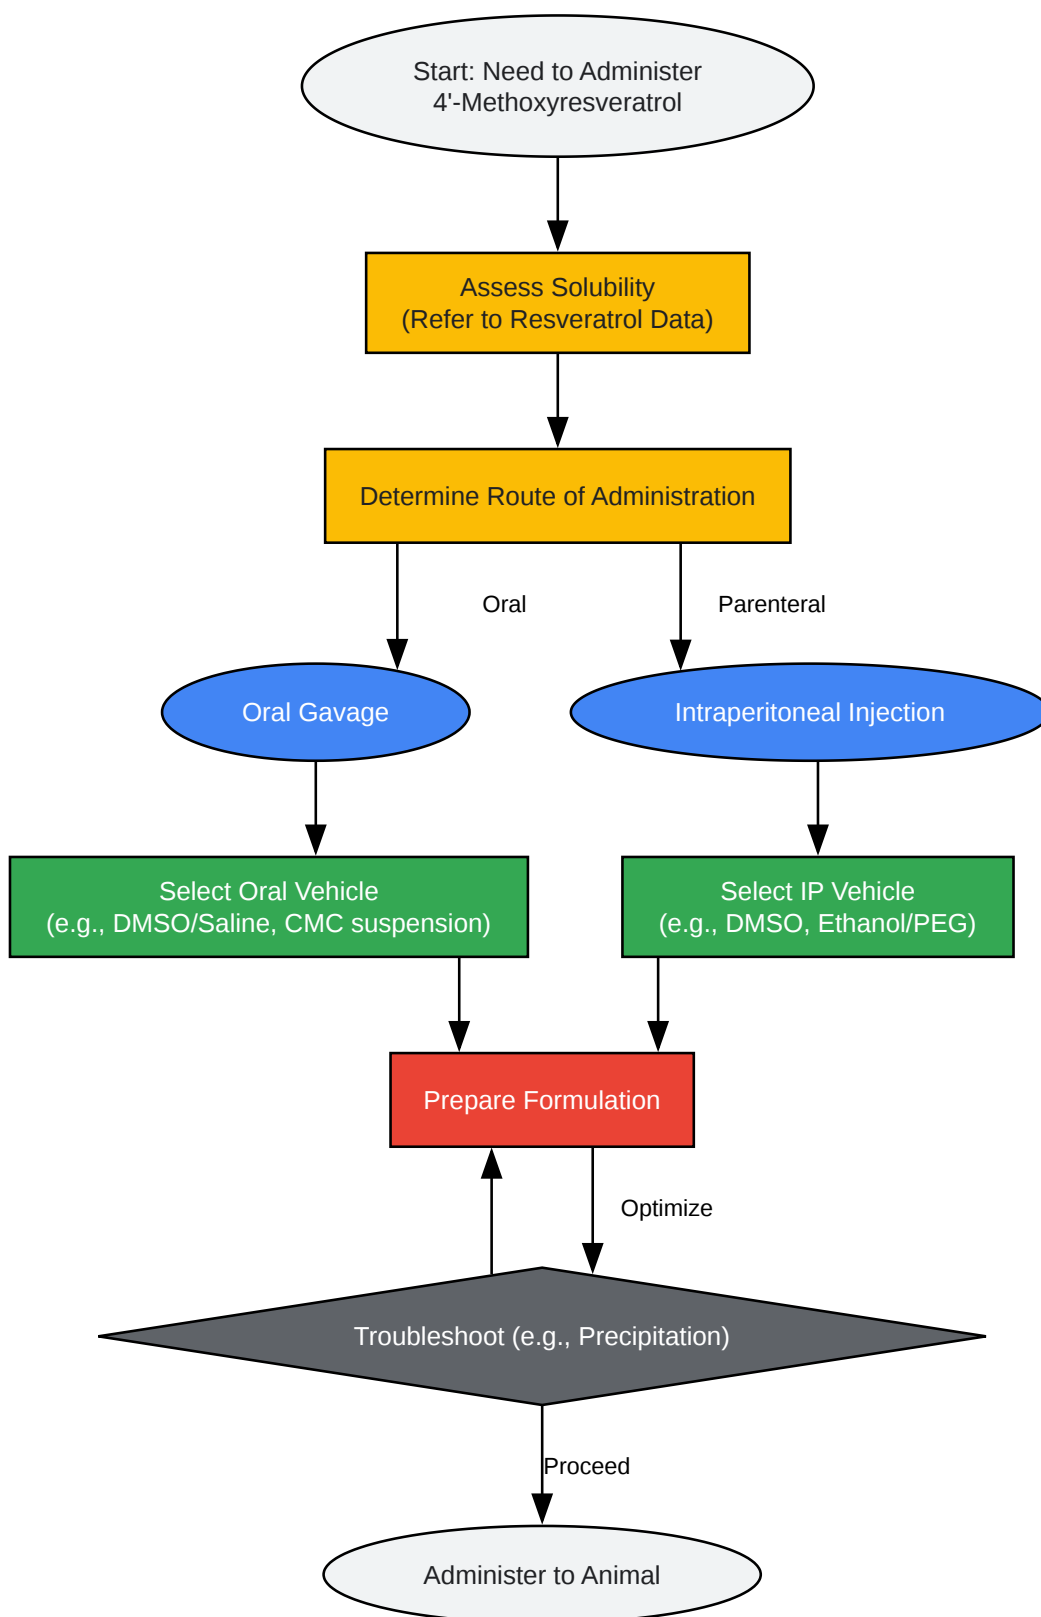 Start: Need to Administer
4'-Methoxyresveratrol
Assess Solubility
(Refer to Resveratrol Data)
Determine Route of Administration
Oral
Parenteral
Oral Gavage
Intraperitoneal Injection
Select Oral Vehicle
(e.g., DMSO/Saline, CMC suspension)
Select IP Vehicle
(e.g., DMSO, Ethanol/PEG)
Prepare Formulation
Optimize
Troubleshoot (e.g., Precipitation)
Proceed
Administer to Animal